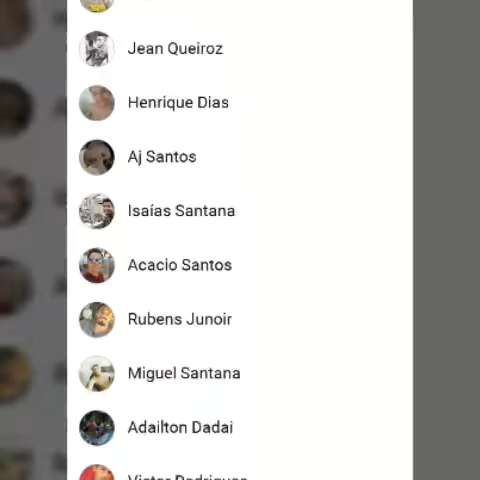 Jean Queiroz
Henrique Dias
Aj Santos
Isaías Santana
Acacio Santos
Rubens Junoir
Miguel Santana
Adailton Dadai